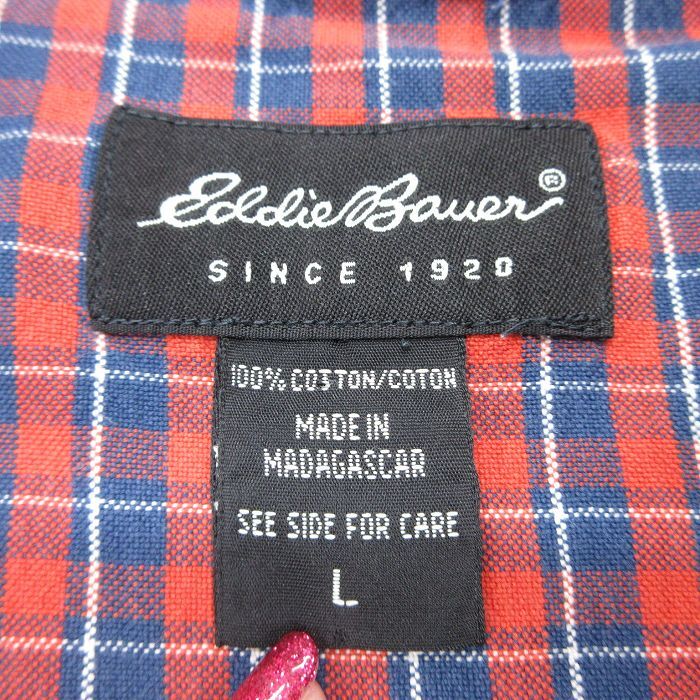 Eddie Bauer®
SINCE 1920
100% COTTON/COTON
MADE IN
MADAGASCAR
SEE SIDE FOR CARE
L